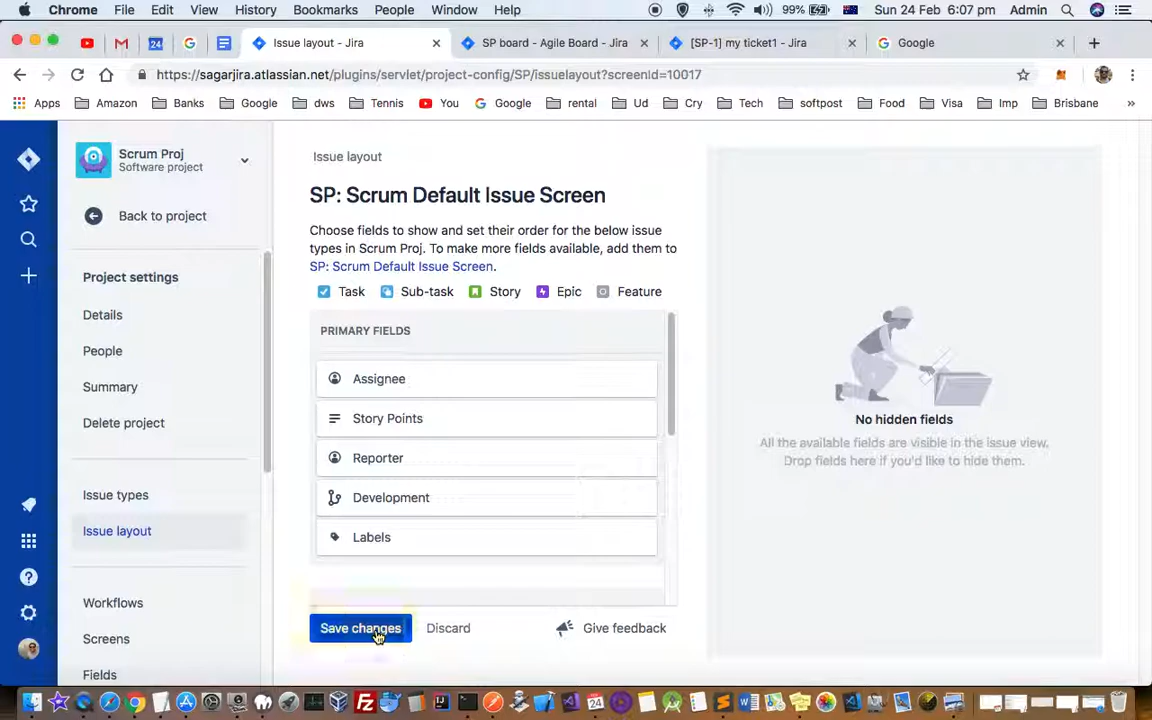 Chrome File Edit View History Bookmarks People Window Help 99% Sun 24 Feb 6:07 pm Admin
24 Issue layout - Jira SP board - Agile Board - Jira [SP-1] my ticket1 - Jira Google
https://sagarjira.atlassian.net/plugins/servlet/project-config/SP/issuelayout?screenId=10017
Apps Amazon Banks Google dws Tennis You Google rental Ud Cry Tech softpost Food Visa Imp Brisbane »
Scrum Proj
Software project
Back to project
Project settings
Details
People
Summary
Delete project
Issue types
Issue layout
Workflows
Screens
Fields
Issue layout
SP: Scrum Default Issue Screen
Choose fields to show and set their order for the below issue
types in Scrum Proj. To make more fields available, add them to
SP: Scrum Default Issue Screen.
Task Sub-task Story Epic Feature
PRIMARY FIELDS
Assignee
Story Points
Reporter
Development
Labels
Save changes Discard Give feedback
No hidden fields
All the available fields are visible in the issue view.
Drop fields here if you'd like to hide them.